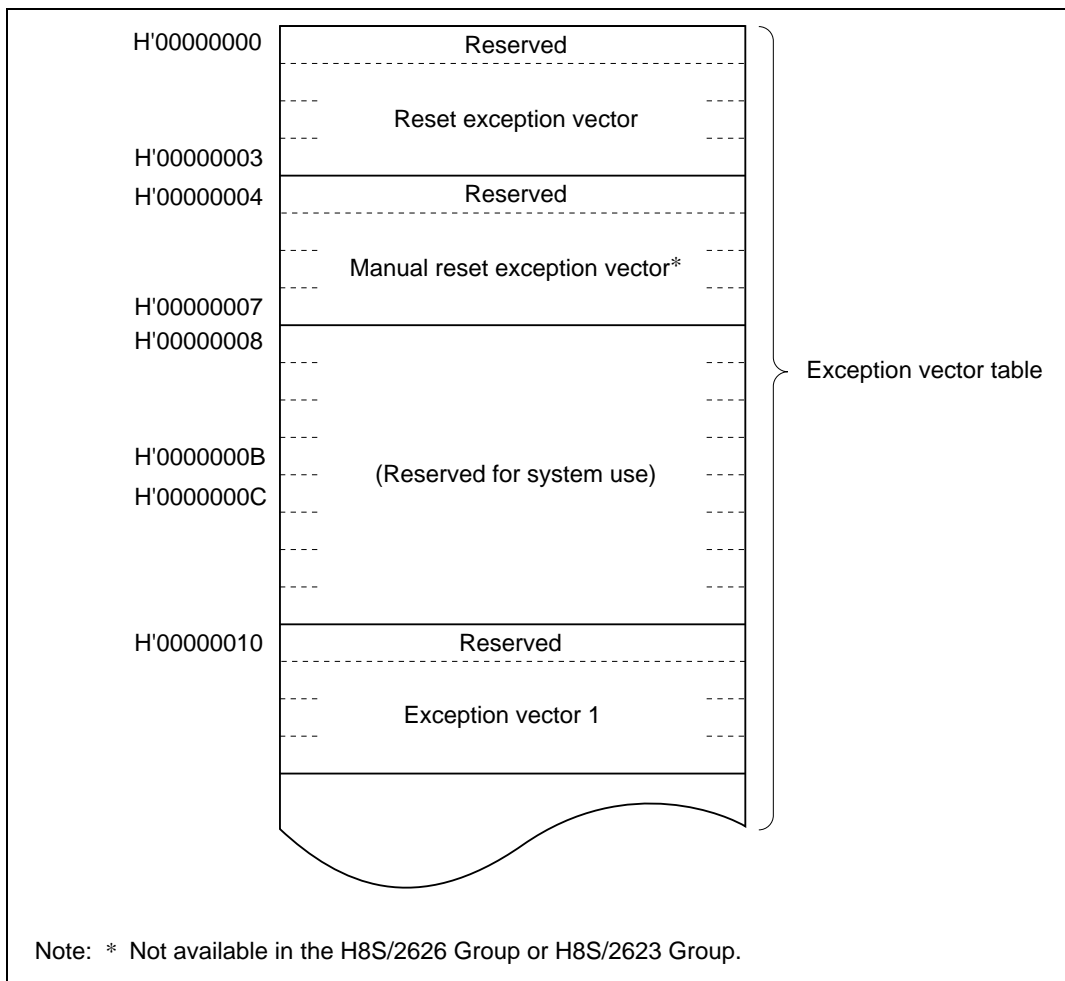 H'00000000 Reserved
Reset exception vector
H'00000003
H'00000004 Reserved
Manual reset exception vector*
H'00000007
H'00000008
Exception vector table
H'0000000B
(Reserved for system use)
H'0000000C
H'00000010 Reserved
Exception vector 1
Note: * Not available in the H8S/2626 Group or H8S/2623 Group.